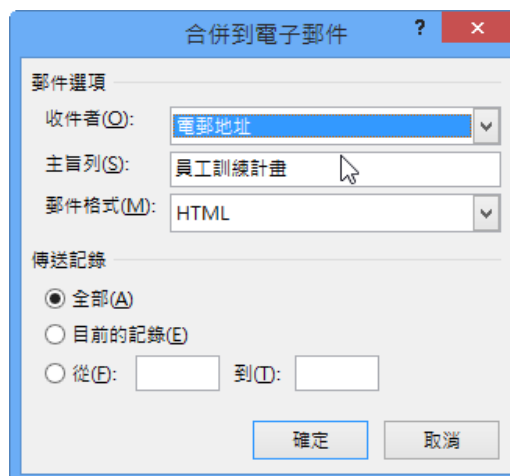 合併到電子郵件
?
郵件選項
收件者(O): 電郵地址
主旨列(S): 員工訓練計畫
郵件格式(M): HTML
傳送記錄
全部(A)
目前的記錄(E)
從(F): 到(T):
確定 取消